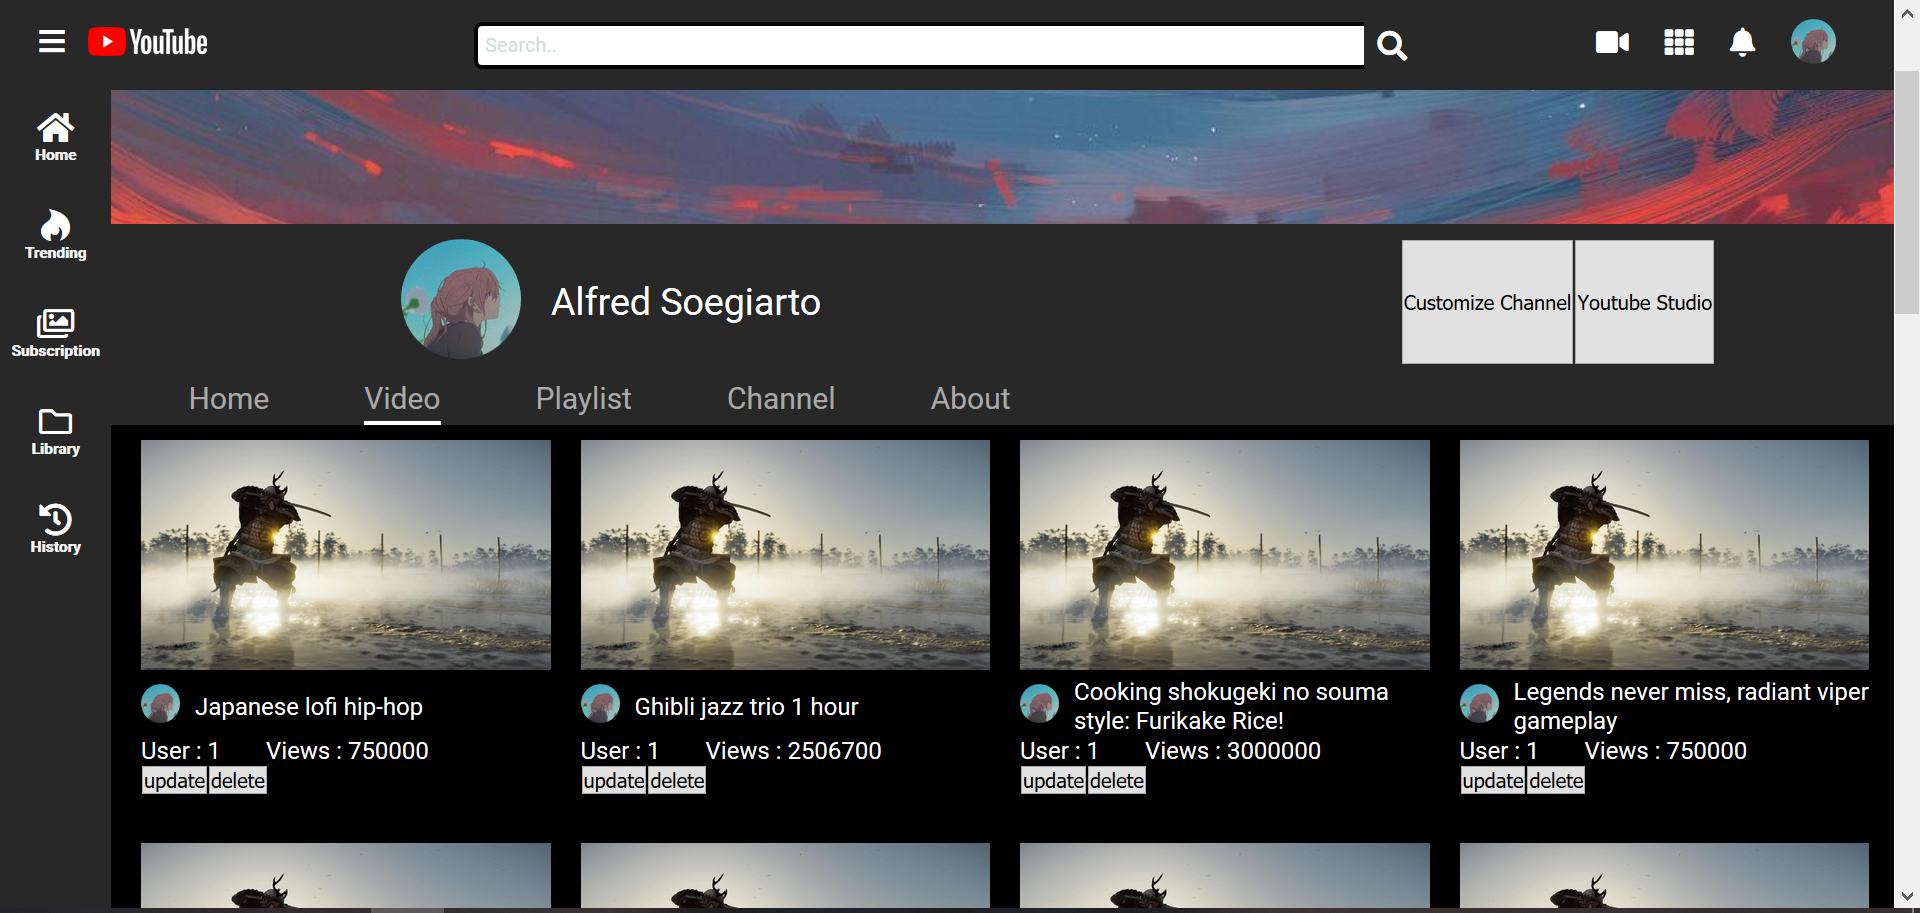 YouTube
Search..
Home
Trending
Subscription
Library
History
Alfred Soegiarto
Customize Channel
Youtube Studio
Home
Video
Playlist
Channel
About
Japanese lofi hip-hop
User : 1
Views : 750000
update
delete
Ghibli jazz trio 1 hour
User : 1
Views : 2506700
update
delete
Cooking shokugeki no souma
style: Furikake Rice!
User : 1
Views : 3000000
update
delete
Legends never miss, radiant viper
gameplay
User : 1
Views : 750000
update
delete